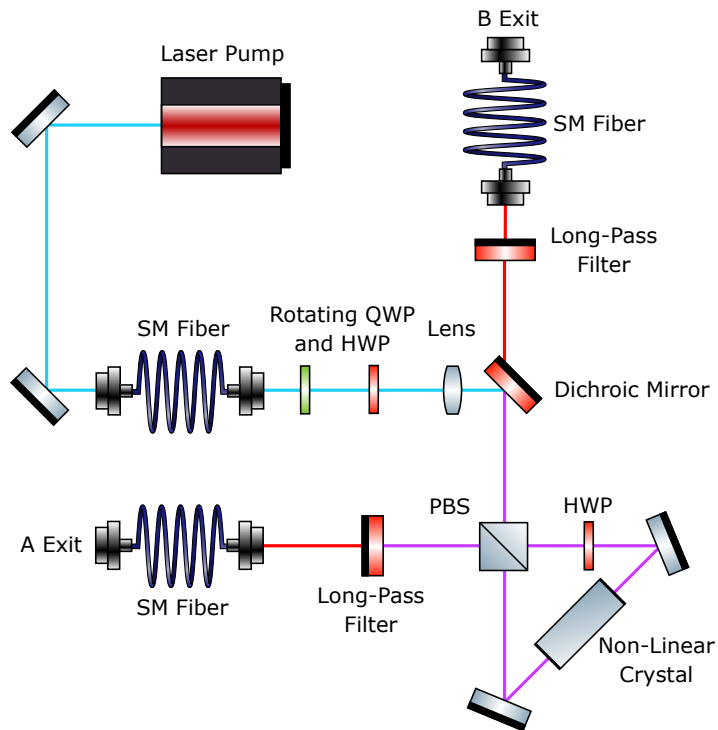 B Exit
Laser Pump
SM Fiber
Long-Pass
Filter
SM Fiber
Rotating QWP
and HWP
Lens
Dichroic Mirror
PBS
HWP
A Exit
SM Fiber
Long-Pass
Filter
Non-Linear
Crystal